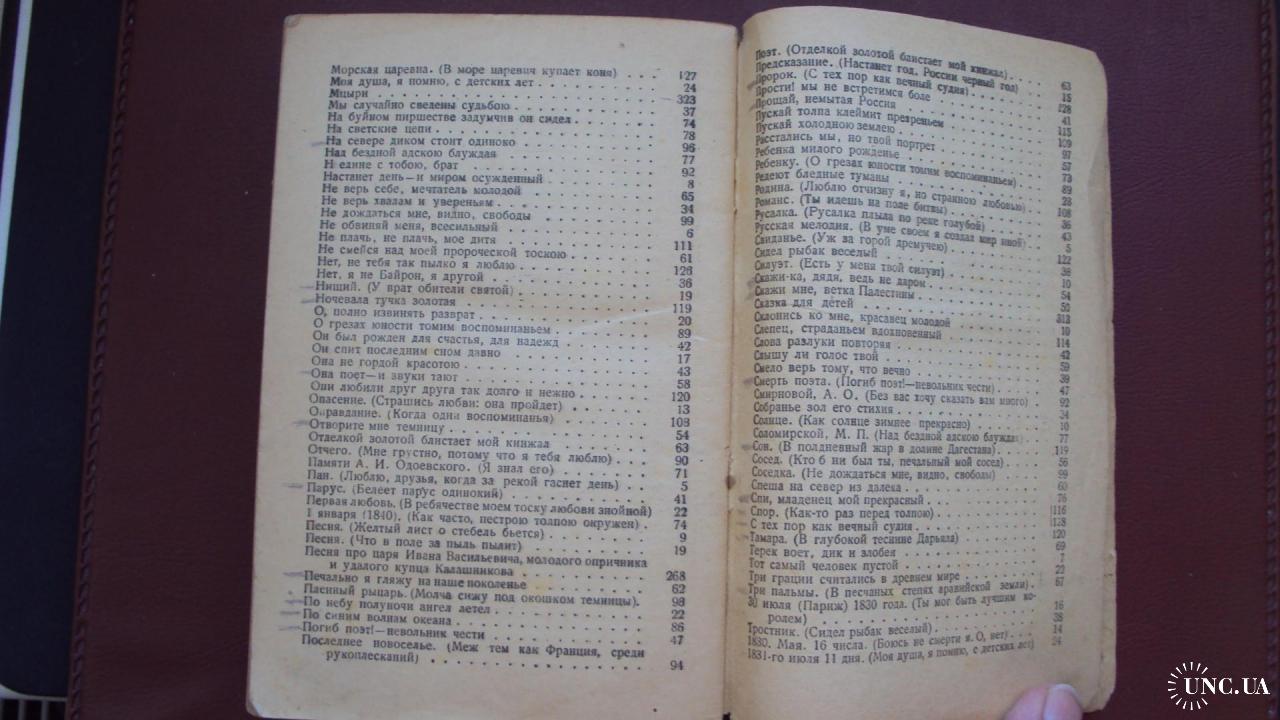 Морская царевна. (В море царевич купает коня) . . . 127
Моя душа, я помню, с детских лет . . . 24
Мцыри . . . 323
Мы случайно сведены судьбою . . . 37
На буйном пиршестве задумчив он сидел . . . 74
На светские цепи . . . 78
На севере диком стоит одиноко . . . 96
Над бездной адскою блуждая . . . 77
Н едине с тобою, брат . . . 92
Настанет день—и миром осужденный . . . 8
Не верь себе, мечтатель молодой . . . 65
Не верь хвалам и увереньям . . . 34
Не дождаться мне, видно, свободы . . . 99
Не обвиняй меня, всесильный . . . 6
Не плачь, не плачь, мое дитя . . . 111
Не смейся над моей пророческой тоскою . . . 61
Нет, не тебя так пылко я люблю . . . 126
Нет, я не Байрон, я другой . . . 36
Нищий. (У врат обители святой) . . . 19
Ночевала тучка золотая . . . 119
О, полно извинять разврат . . . 20
О грезах юности томим воспоминаньем . . . 89
Он был рожден для счастья, для надежд . . . 42
Он спит последним сном давно . . . 17
Она не гордой красотою . . . 43
Она поет—и звуки тают . . . 58
Они любили друг друга так долго и нежно . . . 120
Опасение. (Страшись любви: она пройдет) . . . 13
Оправдание. (Когда одни воспоминанья) . . . 108
Отворите мне темницу . . . 54
Отделкой золотой блистает мой кинжал . . . 63
Отчего. (Мне грустно, потому что я тебя люблю) . . 90
Памяти А. И. Одоевского. (Я знал его) . . . 71
Пан. (Люблю, друзья, когда за рекой гаснет день) . 5
Парус. (Белеет парус одинокий) . . . 41
Первая любовь. (В ребячестве моем тоску любови знойной) 22
1 января (1840). (Как часто, пестрою толпою окружен) . 74
Песня. (Желтый лист о стебель бьется) . . . 9
Песня. (Что в поле за пыль пылит) . . . 19
Песня про царя Ивана Васильевича, молодого опричника
и удалого купца Калашникова . . . 268
Печально я гляжу на наше поколенье . . . 62
Пленный рыцарь. (Молча сижу под окошком темницы). 98
По небу полуночи ангел летел . . . 22
По синим волнам океана . . . 86
Погиб поэт!—невольник чести . . . 47
Последнее новоселье. (Меж тем как Франция, среди
рукоплесканий) . . . 94
Поэт. (Отделкой золотой блистает мой кинжал) . . 63
Предсказание. (Настанет год, России черный год) 15
Пророк. (С тех пор как вечный судия) . . . 128
Прости! мы не встретимся боле . . . 41
Прощай, немытая Россия . . . 115
Пускай толпа клеймит презреньем . . . 109
Пускай холодною землею . . . 97
Расстались мы, но твой портрет . . . 57
Ребенка милого рожденье . . . 73
Ребенку. (О грезах юности томим воспоминаньем) . 89
Редеют бледные туманы . . . 28
Родина. (Люблю отчизну я, но странною любовью) . 108
Романс. (Ты идешь на поле битвы) . . . 36
Русалка. (Русалка плыла по реке голубой) . . . 43
Русская мелодия. (В уме своем я создал мир иной) 5
Свиданье. (Уж за горой дремучею) . . . 122
Сидел рыбак веселый . . . 38
Силуэт. (Есть у меня твой силуэт) . . . 10
Скажи-ка, дядя, ведь не даром . . . 54
Скажи мне, ветка Палестины . . . 50
Сказка для детей . . . 313
Склонись ко мне, красавец молодой . . . 10
Слепец, страданьем вдохновенный . . . 114
Слова разлуки повторяя . . . 42
Слышу ли голос твой . . . 59
Смело верь тому, что вечно . . . 39
Смерть поэта. (Погиб поэт!—невольник чести) . . . 47
Смирновой, А. О. (Без вас хочу сказать вам много) . 92
Собранье зол его стихия . . . 34
Солнце. (Как солнце зимнее прекрасно) . . . 10
Соломирской, М. П. (Над бездной адскою блуждая) 77
Сон. (В полдневный жар в долине Дагестана) . . . 119
Сосед. (Кто б ни был ты, печальный мой сосед) . . . 56
Соседка. (Не дождаться мне, видно, свободы) . . . 99
Спеша на север из далека . . . 60
Спи, младенец мой прекрасный . . . 76
Спор. (Как-то раз перед толпою) . . . 116
С тех пор как вечный судия . . . 128
Тамара. (В глубокой теснине Дарьяла) . . . 120
Терек воет, дик и злобен . . . 69
Тот самый человек пустой . . . 7
Три грации считались в древнем мире . . . 22
Три пальмы. (В песчаных степях аравийской земли) . 67
30 июля (Париж) 1830 года. (Ты мог быть лучшим ко-
ролем) . . . 16
Тростник. (Сидел рыбак веселый) . . . 38
1830. Мая. 16 числа. (Боюсь не смерти я. О, нет) . . . 14
1831-го июля 11 дня. (Моя душа, я помню, с детских лет) 24
UNC.UA